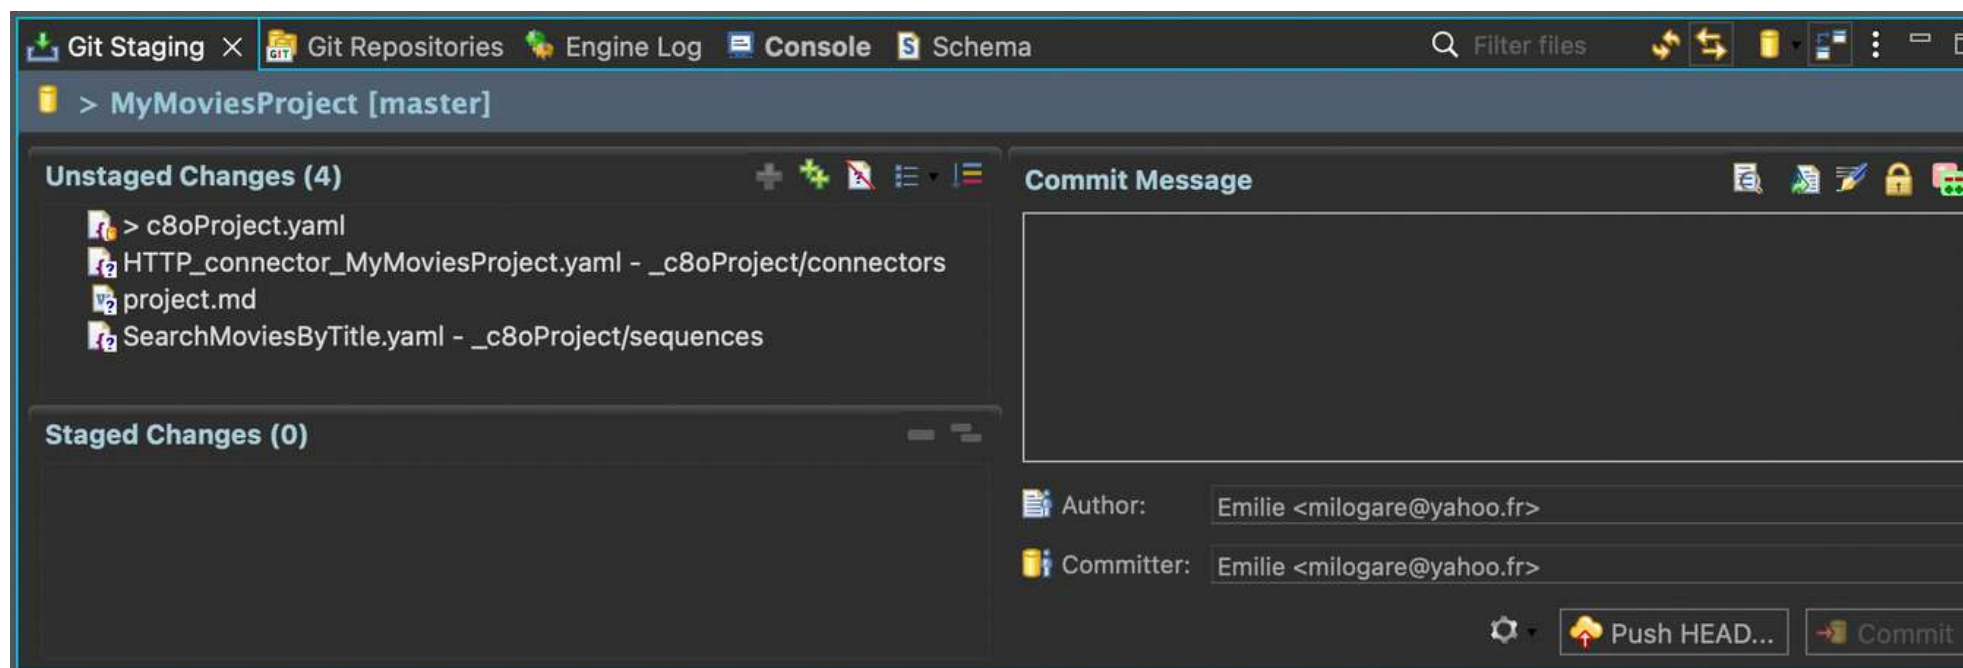 Git Staging Git Repositories Engine Log Console Schema Filter files
> MyMoviesProject [master]
Unstaged Changes (4)
> c8oProject.yaml
HTTP_connector_MyMoviesProject.yaml - _c8oProject/connectors
project.md
SearchMoviesByTitle.yaml - _c8oProject/sequences
Staged Changes (0)
Commit Message
Author: Emilie <milogare@yahoo.fr>
Committer: Emilie <milogare@yahoo.fr>
Push HEAD... Commit